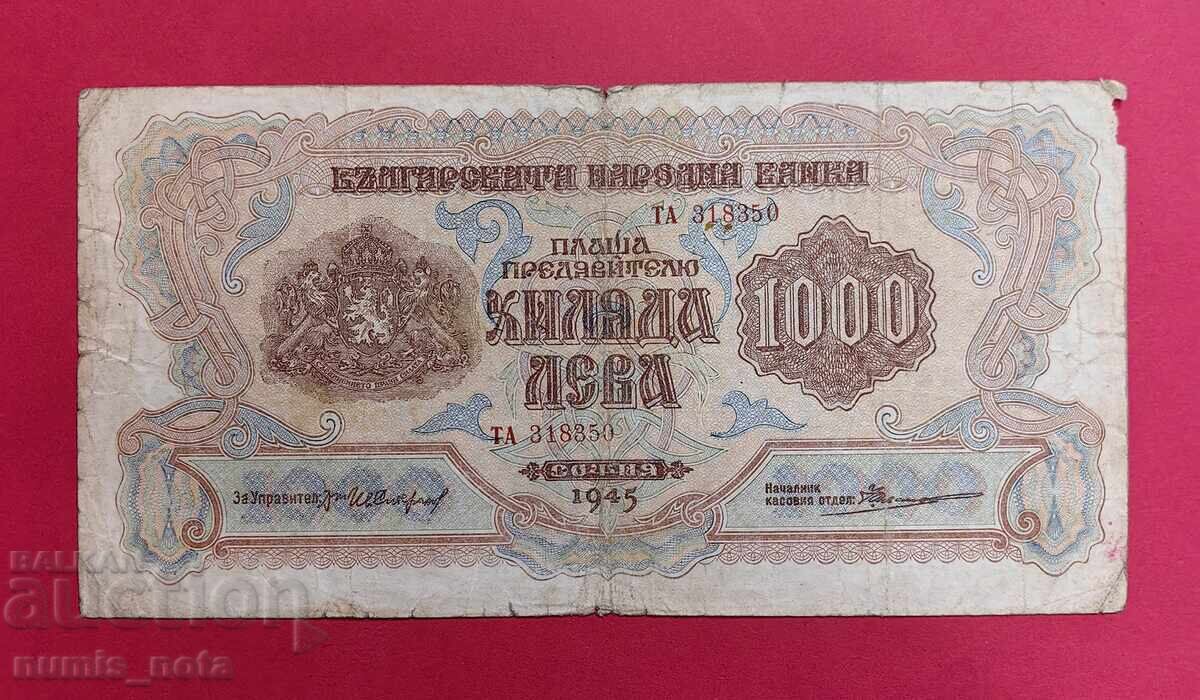 БЪЛГАРСКАТА НАРОДНА БАНКА
ТА 318350
ПЛАЩА
ПРЕДЯВИТЕЛЮ
ХИЛЯДА
ЛЕВА
1000
ТА 318350
СОФИЯ
1945
За Управител:
Началник
касовия отдел:
BALKAN
auction
numis_nota